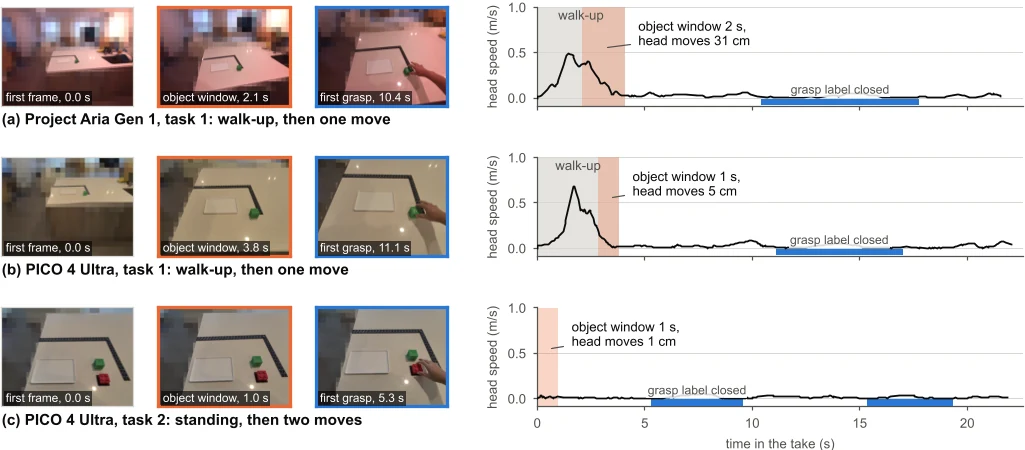 first frame, 0.0 s
object window, 2.1 s
first grasp, 10.4 s
(a) Project Aria Gen 1, task 1: walk-up, then one move
head speed (m/s)
1.0
0.5
0.0
walk-up
object window 2 s,
head moves 31 cm
grasp label closed
first frame, 0.0 s
object window, 3.8 s
first grasp, 11.1 s
(b) PICO 4 Ultra, task 1: walk-up, then one move
head speed (m/s)
1.0
0.5
0.0
walk-up
object window 1 s,
head moves 5 cm
grasp label closed
first frame, 0.0 s
object window, 1.0 s
first grasp, 5.3 s
(c) PICO 4 Ultra, task 2: standing, then two moves
head speed (m/s)
1.0
0.5
0.0
object window 1 s,
head moves 1 cm
grasp label closed
0 5 10 15 20
time in the take (s)